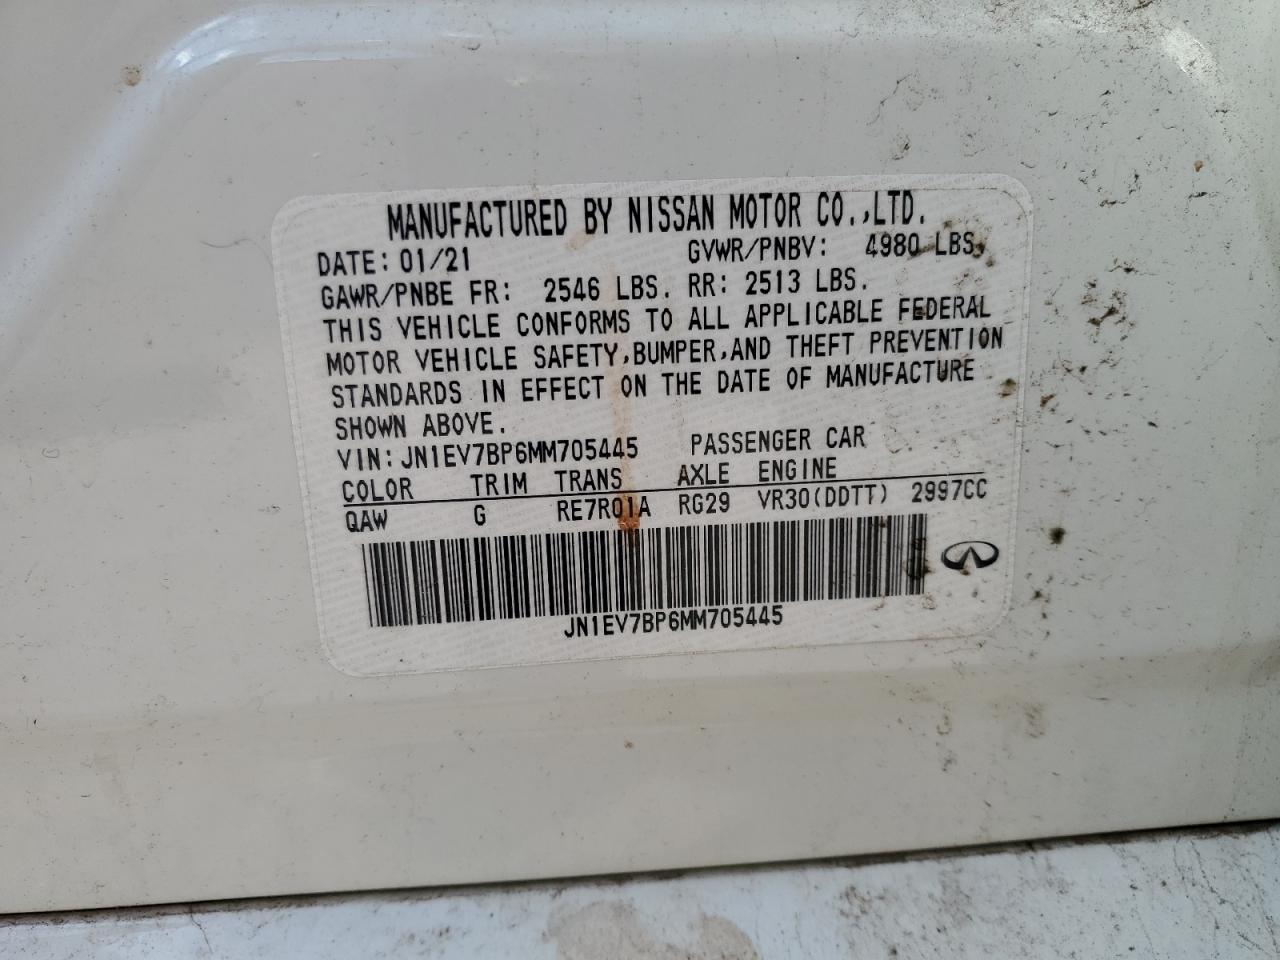 MANUFACTURED BY NISSAN MOTOR CO.,LTD.
DATE: 01/21 GVWR/PNBV: 4980 LBS.
GAWR/PNBE FR: 2546 LBS. RR: 2513 LBS.
THIS VEHICLE CONFORMS TO ALL APPLICABLE FEDERAL
MOTOR VEHICLE SAFETY,BUMPER,AND THEFT PREVENTION
STANDARDS IN EFFECT ON THE DATE OF MANUFACTURE
SHOWN ABOVE.
VIN:JN1EV7BP6MM705445 PASSENGER CAR
COLOR TRIM TRANS AXLE ENGINE
QAW G RE7R01A RG29 VR30(DDTT) 2997CC
JN1EV7BP6MM705445